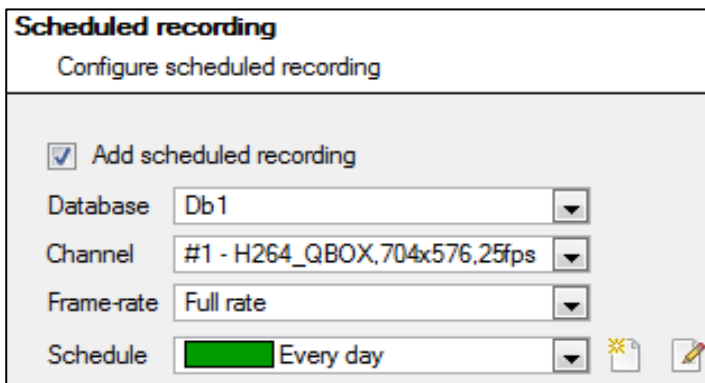 Scheduled recording
Configure scheduled recording
Add scheduled recording
Database Db1
Channel #1 - H264_QBOX,704x576,25fps
Frame-rate Full rate
Schedule Every day